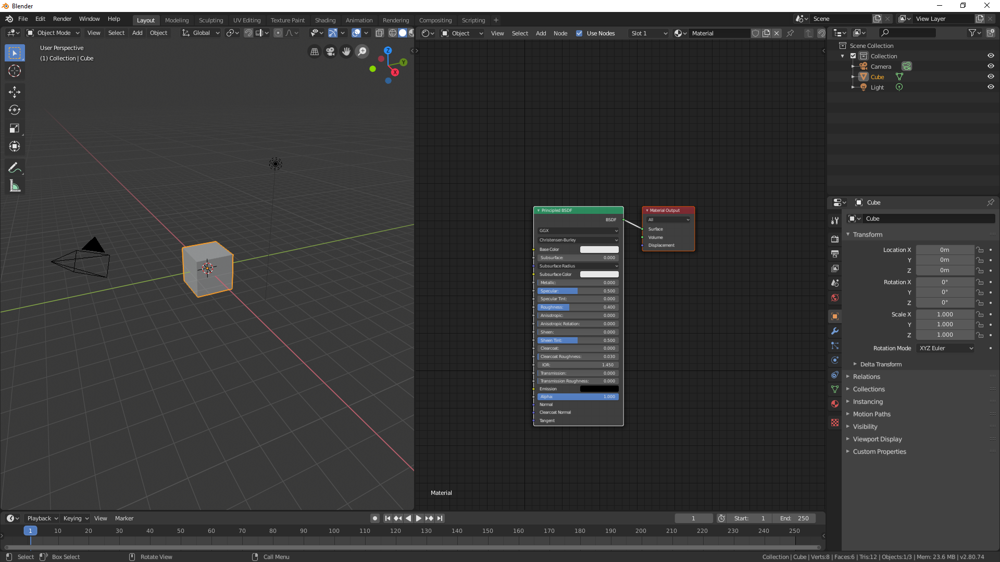 Blender
File Edit Render Window Help
Layout Modeling Sculpting UV Editing Texture Paint Shading Animation Rendering Compositing Scripting +
Scene
View Layer
Object Mode View Select Add Object Global
Object View Select Add Node Use Nodes Slot 1 Material
User Perspective
(1) Collection | Cube
Z
Y
X
Principled BSDF
BSDF
GGX
Christensen-Burley
Base Color
Subsurface: 0.000
Subsurface Radius
Subsurface Color
Metallic: 0.000
Specular: 0.500
Specular Tint: 0.000
Roughness: 0.400
Anisotropic: 0.000
Anisotropic Rotation: 0.000
Sheen: 0.000
Sheen Tint: 0.500
Clearcoat: 0.000
Clearcoat Roughness: 0.030
IOR: 1.450
Transmission: 0.000
Transmission Roughness: 0.000
Emission
Alpha: 1.000
Normal
Clearcoat Normal
Tangent
Material Output
All
Surface
Volume
Displacement
Material
Scene Collection
Collection
Camera
Cube
Light
Cube
Cube
Transform
Location X 0m
Y 0m
Z 0m
Rotation X 0°
Y 0°
Z 0°
Scale X 1.000
Y 1.000
Z 1.000
Rotation Mode XYZ Euler
Delta Transform
Relations
Collections
Instancing
Motion Paths
Visibility
Viewport Display
Custom Properties
Playback Keying View Marker
1 Start: 1 End: 250
1 10 20 30 40 50 60 70 80 90 100 110 120 130 140 150 160 170 180 190 200 210 220 230 240 250
Select Box Select Rotate View Call Menu
Collection | Cube | Verts:8 | Faces:6 | Tris:12 | Objects:1/3 | Mem: 23.6 MB | v2.80.74